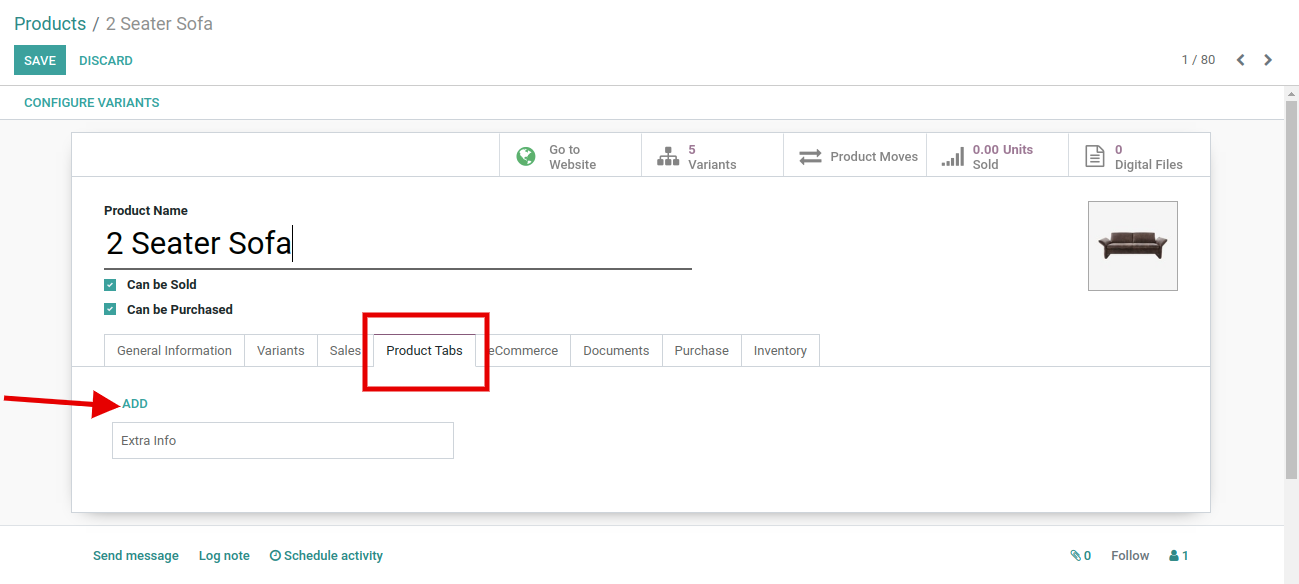 Products / 2 Seater Sofa
SAVE DISCARD
1 / 80
CONFIGURE VARIANTS
Go to
Website
5
Variants
Product Moves
0.00 Units
Sold
0
Digital Files
Product Name
2 Seater Sofa
Can be Sold
Can be Purchased
General Information Variants Sales Product Tabs eCommerce Documents Purchase Inventory
ADD
Extra Info
Send message Log note Schedule activity 0 Follow 1